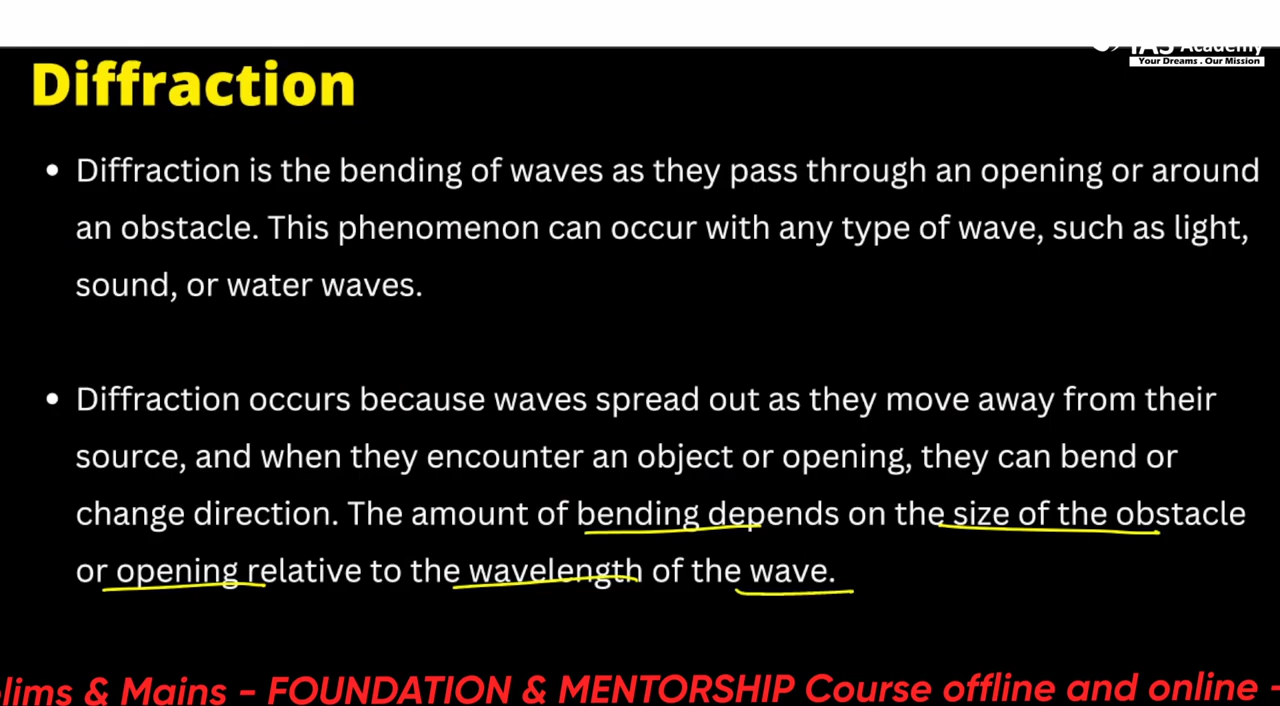 IAS Academy
Your Dreams . Our Mission
Diffraction
• Diffraction is the bending of waves as they pass through an opening or around
an obstacle. This phenomenon can occur with any type of wave, such as light,
sound, or water waves.
• Diffraction occurs because waves spread out as they move away from their
source, and when they encounter an object or opening, they can bend or
change direction. The amount of bending depends on the size of the obstacle
or opening relative to the wavelength of the wave.
& Mains - FOUNDATION & MENTORSHIP Course offline and online -